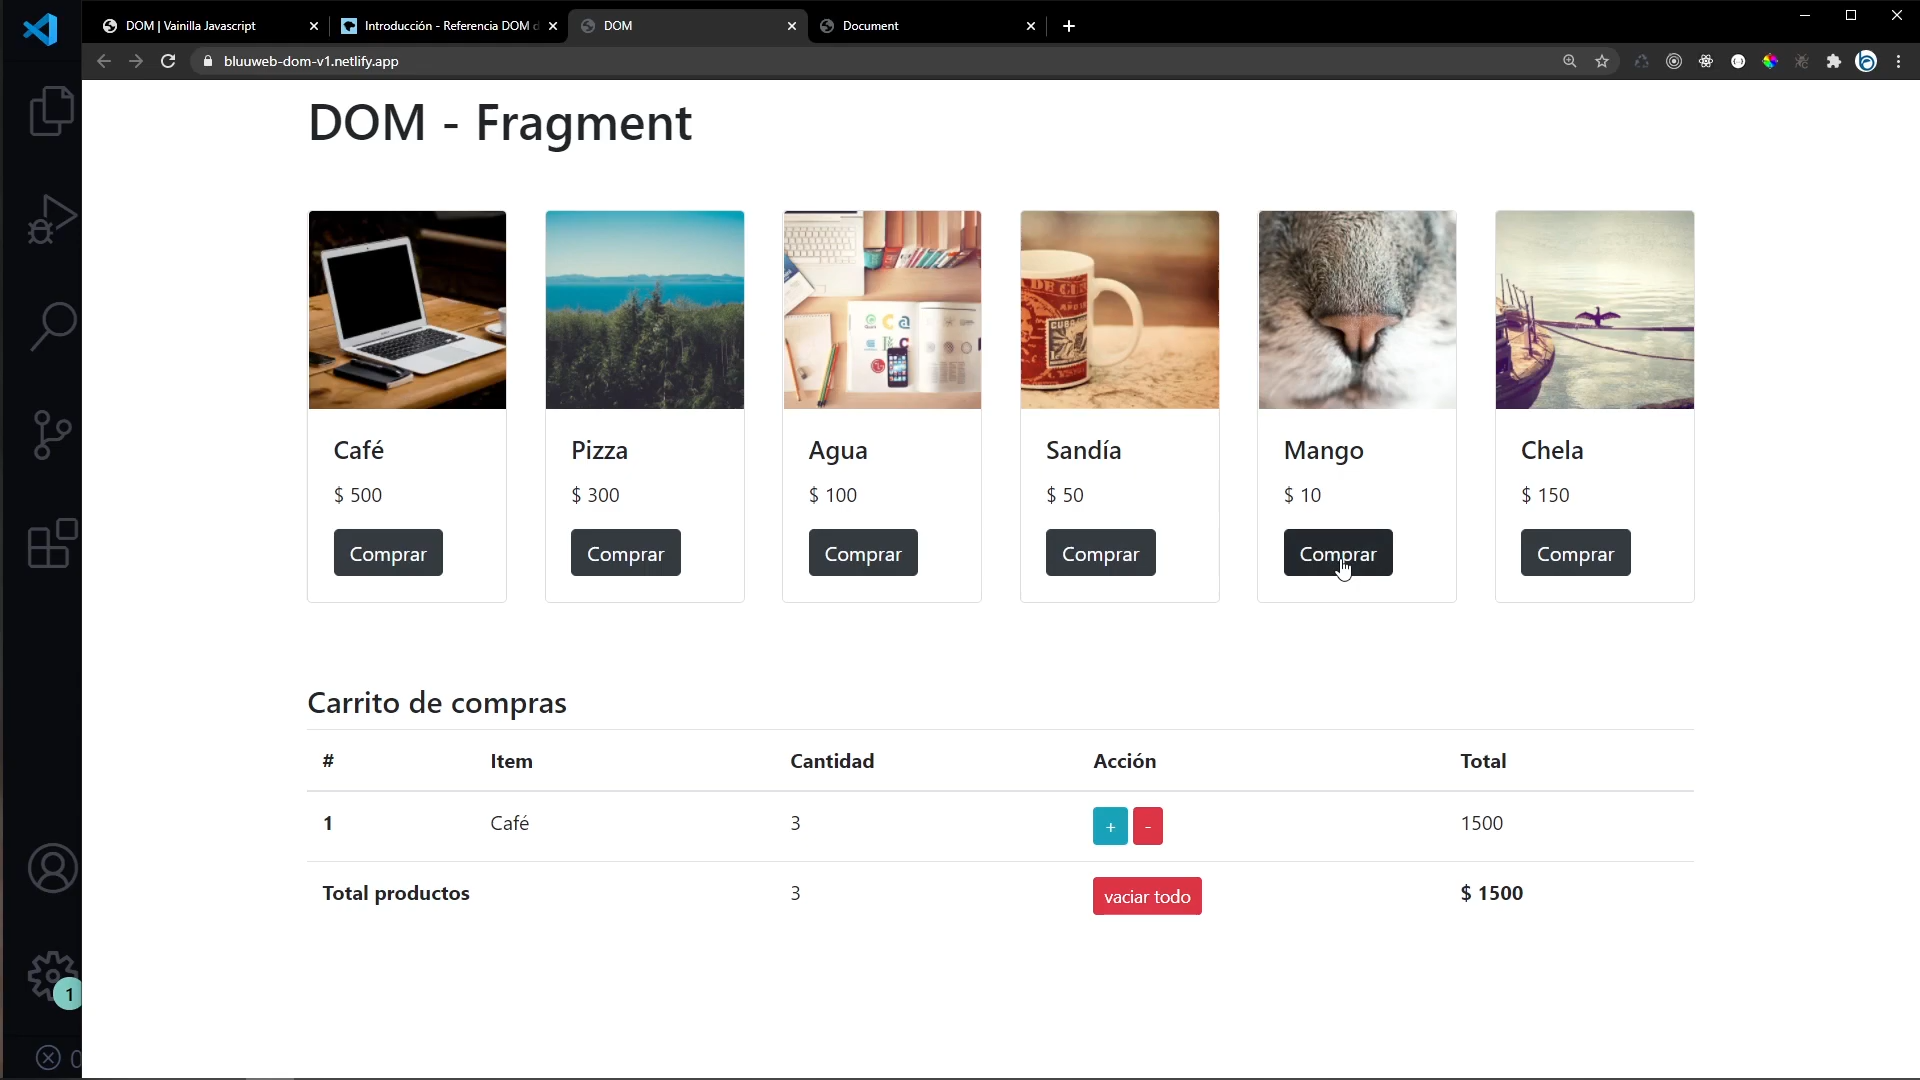 DOM | Vainilla Javascript
Introducción - Referencia DOM d
DOM
Document
bluuweb-dom-v1.netlify.app
DOM - Fragment
Café
$ 500
Comprar
Pizza
$ 300
Comprar
Agua
$ 100
Comprar
Sandía
$ 50
Comprar
Mango
$ 10
Comprar
Chela
$ 150
Comprar
Carrito de compras
# Item Cantidad Acción Total
1 Café 3 + - 1500
Total productos 3 vaciar todo $ 1500
1
0